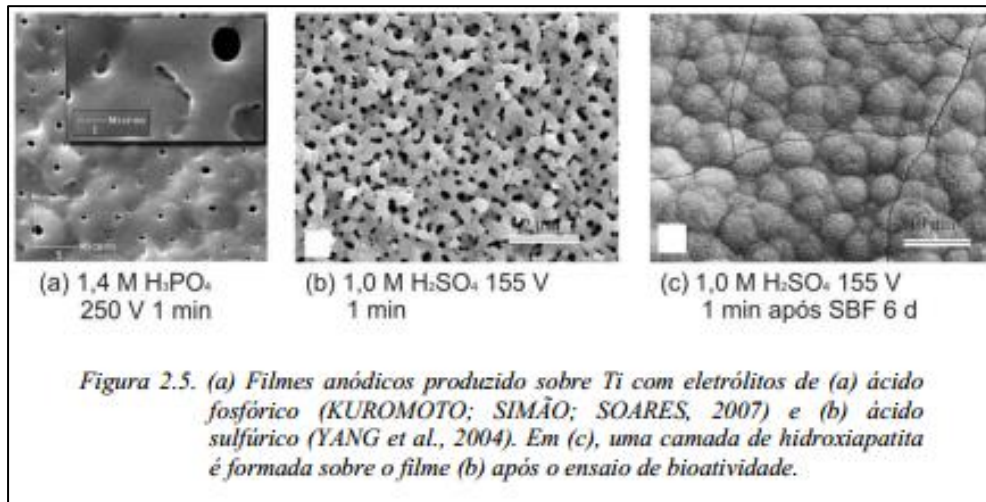 (a) 1,4 M H₃PO₄
250 V 1 min
(b) 1,0 M H₂SO₄ 155 V
1 min
(c) 1,0 M H₂SO₄ 155 V
1 min após SBF 6 d
Figura 2.5. (a) Filmes anódicos produzido sobre Ti com eletrólitos de (a) ácido
fosfórico (KUROMOTO; SIMÃO; SOARES, 2007) e (b) ácido
sulfúrico (YANG et al., 2004). Em (c), uma camada de hidroxiapatita
é formada sobre o filme (b) após o ensaio de bioatividade.